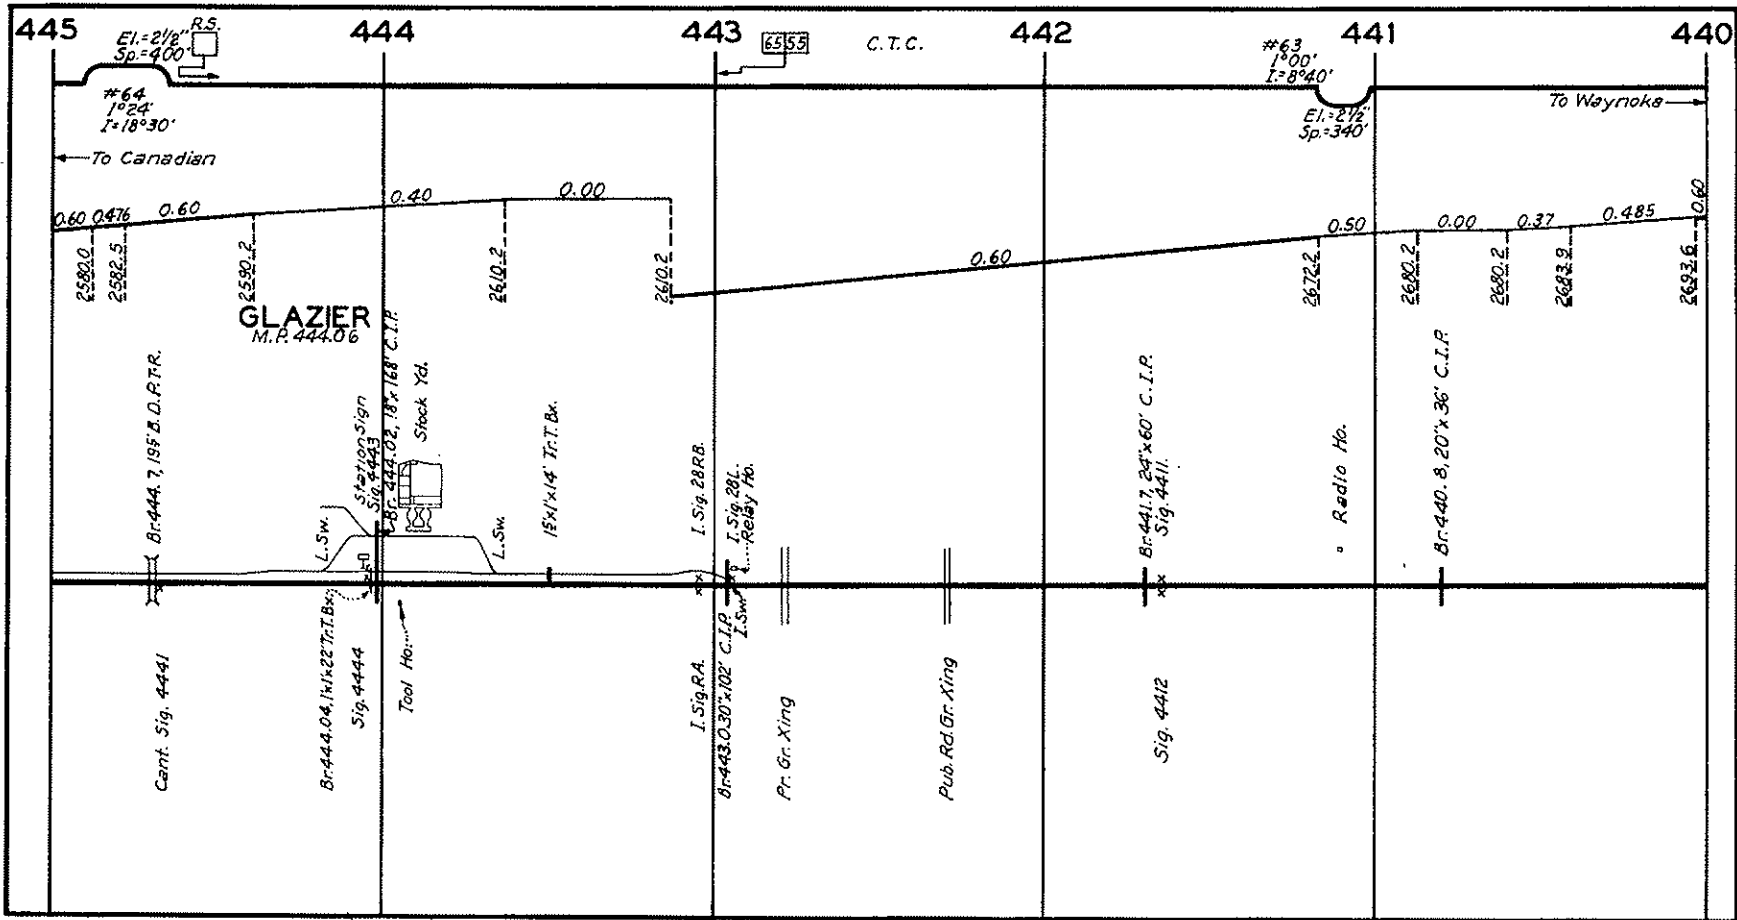 445
444
443
442
441
440
El.=2½"
Sp.=400'
R.S.
65 55
C.T.C.
#63
1°00'
I.=8°40'
#64
1°24'
I=18°30'
El.=2½"
Sp.=340'
To Waynoka
To Canadian
0.60
0.476
0.60
0.40
0.00
0.60
0.50
0.00
0.37
0.485
0.60
2580.0
2582.5
2590.2
2610.2
2610.2
2672.2
2680.2
2680.2
2683.9
2693.6
GLAZIER
M.P. 444.06
Br.444.7, 195' B.D.P.T.R.
L.Sw.
Station Sign
Sig. 4443
Br. 444.02, 18"x 168' C.I.P.
Stock Yd.
L.Sw.
1'x14' Tr.T.Bx.
I.Sig. 28RB.
I.Sig. 28L.
Relay Ho.
Br.441.7, 24"x60' C.I.P.
Sig. 4411.
Radio Ho.
Br.440.8, 20"x36' C.I.P.
Cant. Sig. 4441
Br.444.04, 1'x1'x22' Tr.T.Bx.
Sig. 4444
Tool Ho.
I.Sig.RA.
Br.443.0 30"x102' C.I.P.
I.Sw.
Pr. Gr. Xing
Pub. Rd. Gr. Xing
Sig. 4412